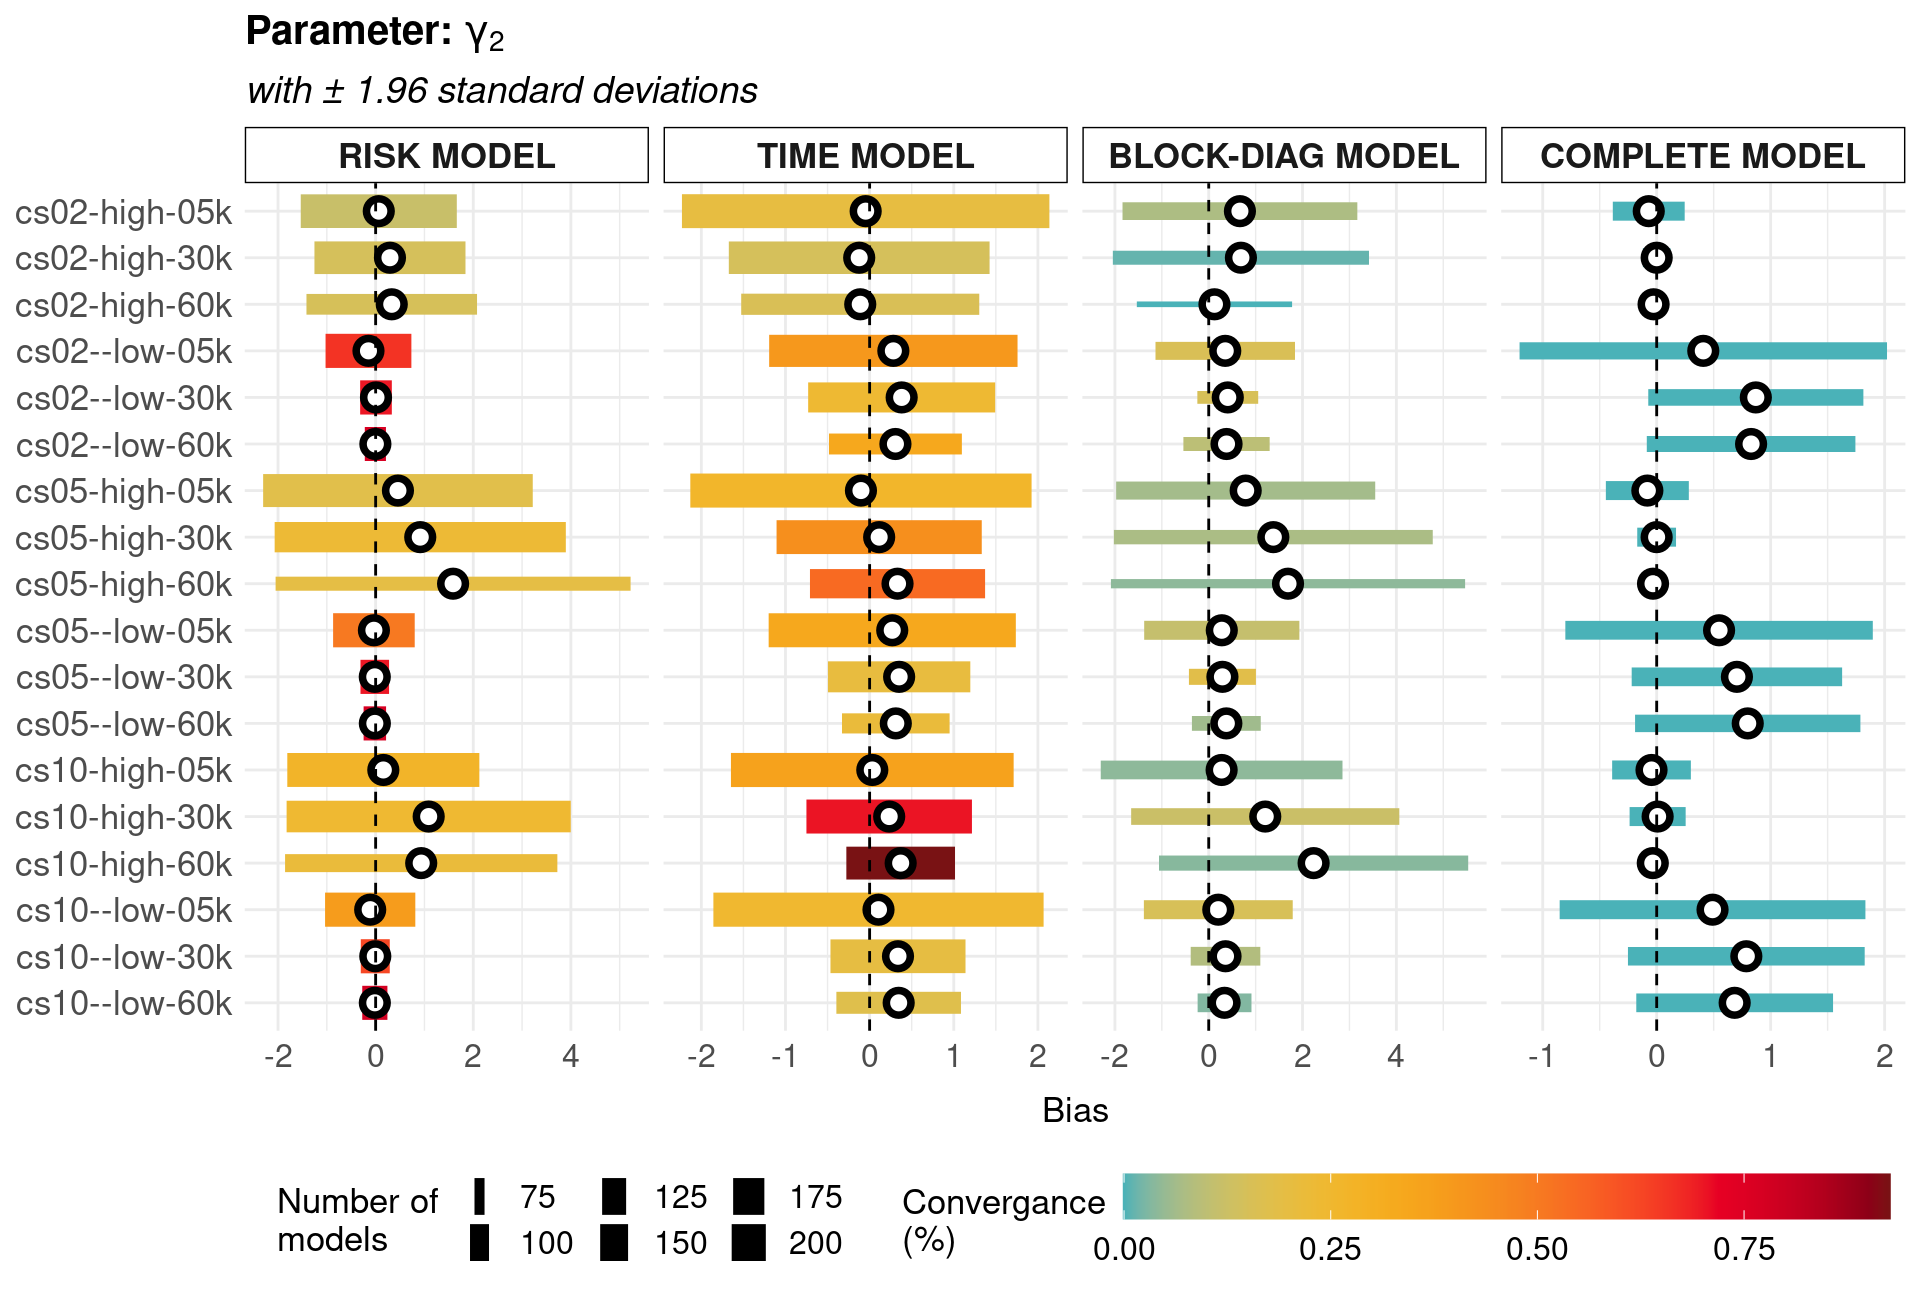 Parameter: γ2
with ± 1.96 standard deviations
RISK MODEL TIME MODEL BLOCK-DIAG MODEL COMPLETE MODEL
cs02-high-05k
cs02-high-30k
cs02-high-60k
cs02--low-05k
cs02--low-30k
cs02--low-60k
cs05-high-05k
cs05-high-30k
cs05-high-60k
cs05--low-05k
cs05--low-30k
cs05--low-60k
cs10-high-05k
cs10-high-30k
cs10-high-60k
cs10--low-05k
cs10--low-30k
cs10--low-60k
-2 0 2 4 -2 -1 0 1 2 -2 0 2 4 -1 0 1 2
Bias
Number of
models
75 125 175
100 150 200
Convergance
(%)
0.00 0.25 0.50 0.75